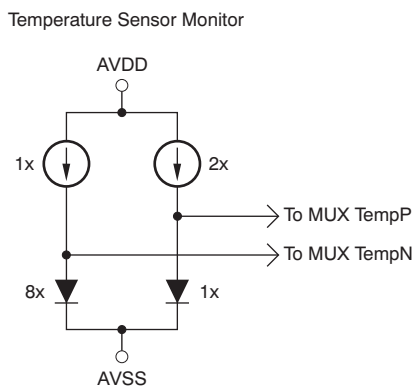 Temperature Sensor Monitor
AVDD
1x
2x
To MUX TempP
To MUX TempN
8x
1x
AVSS